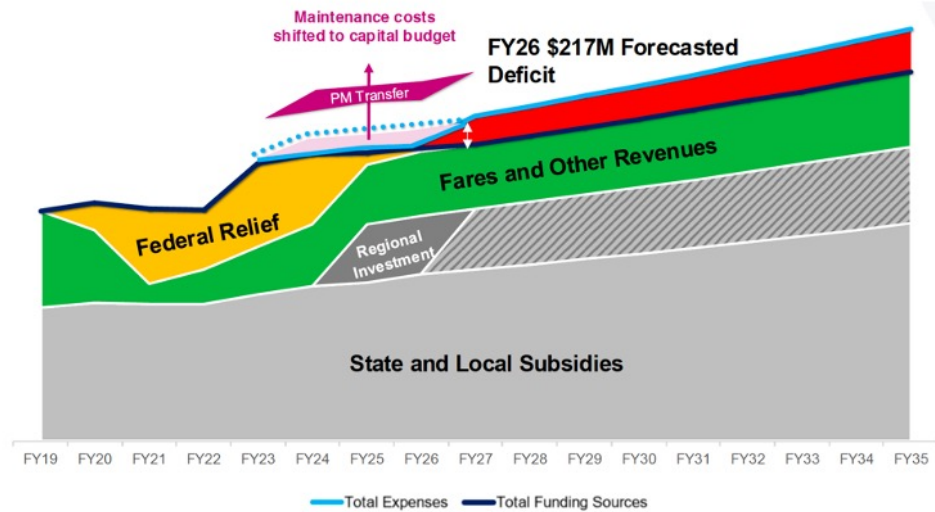 Maintenance costs
shifted to capital budget
FY26 $217M Forecasted
Deficit
PM Transfer
Fares and Other Revenues
Federal Relief
Regional
Investment
State and Local Subsidies
FY19 FY20 FY21 FY22 FY23 FY24 FY25 FY26 FY27 FY28 FY29 FY30 FY31 FY32 FY33 FY34 FY35
Total Expenses Total Funding Sources